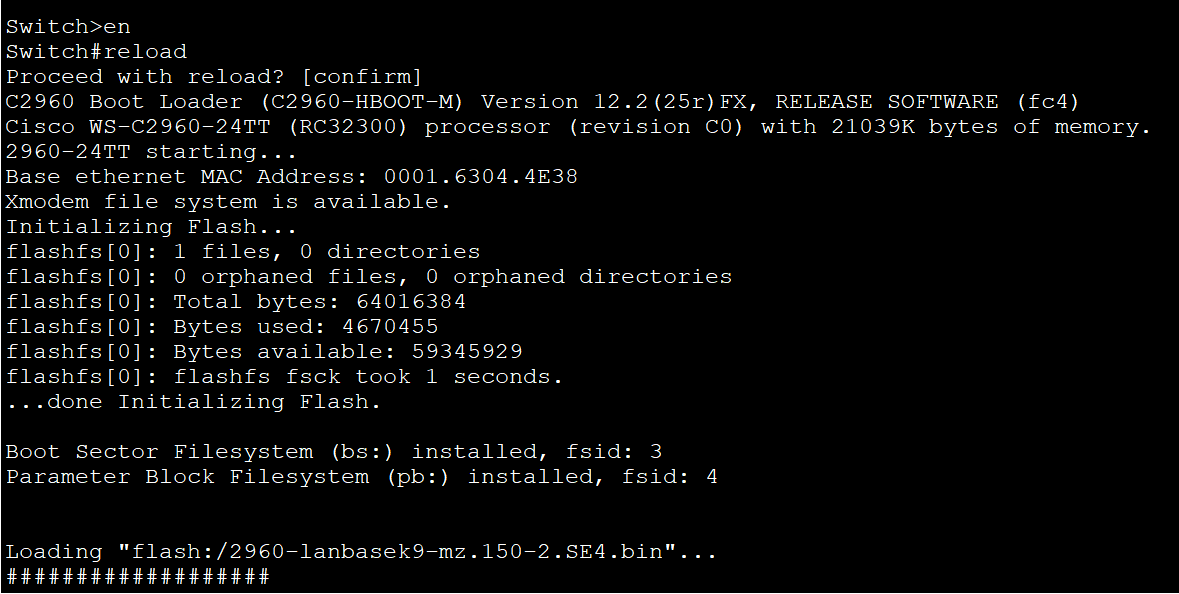 Switch>en
Switch#reload
Proceed with reload? [confirm]
C2960 Boot Loader (C2960-HBOOT-M) Version 12.2(25r)FX, RELEASE SOFTWARE (fc4)
Cisco WS-C2960-24TT (RC32300) processor (revision C0) with 21039K bytes of memory.
2960-24TT starting...
Base ethernet MAC Address: 0001.6304.4E38
Xmodem file system is available.
Initializing Flash...
flashfs[0]: 1 files, 0 directories
flashfs[0]: 0 orphaned files, 0 orphaned directories
flashfs[0]: Total bytes: 64016384
flashfs[0]: Bytes used: 4670455
flashfs[0]: Bytes available: 59345929
flashfs[0]: flashfs fsck took 1 seconds.
...done Initializing Flash.

Boot Sector Filesystem (bs:) installed, fsid: 3
Parameter Block Filesystem (pb:) installed, fsid: 4


Loading "flash:/2960-lanbasek9-mz.150-2.SE4.bin"...
###################